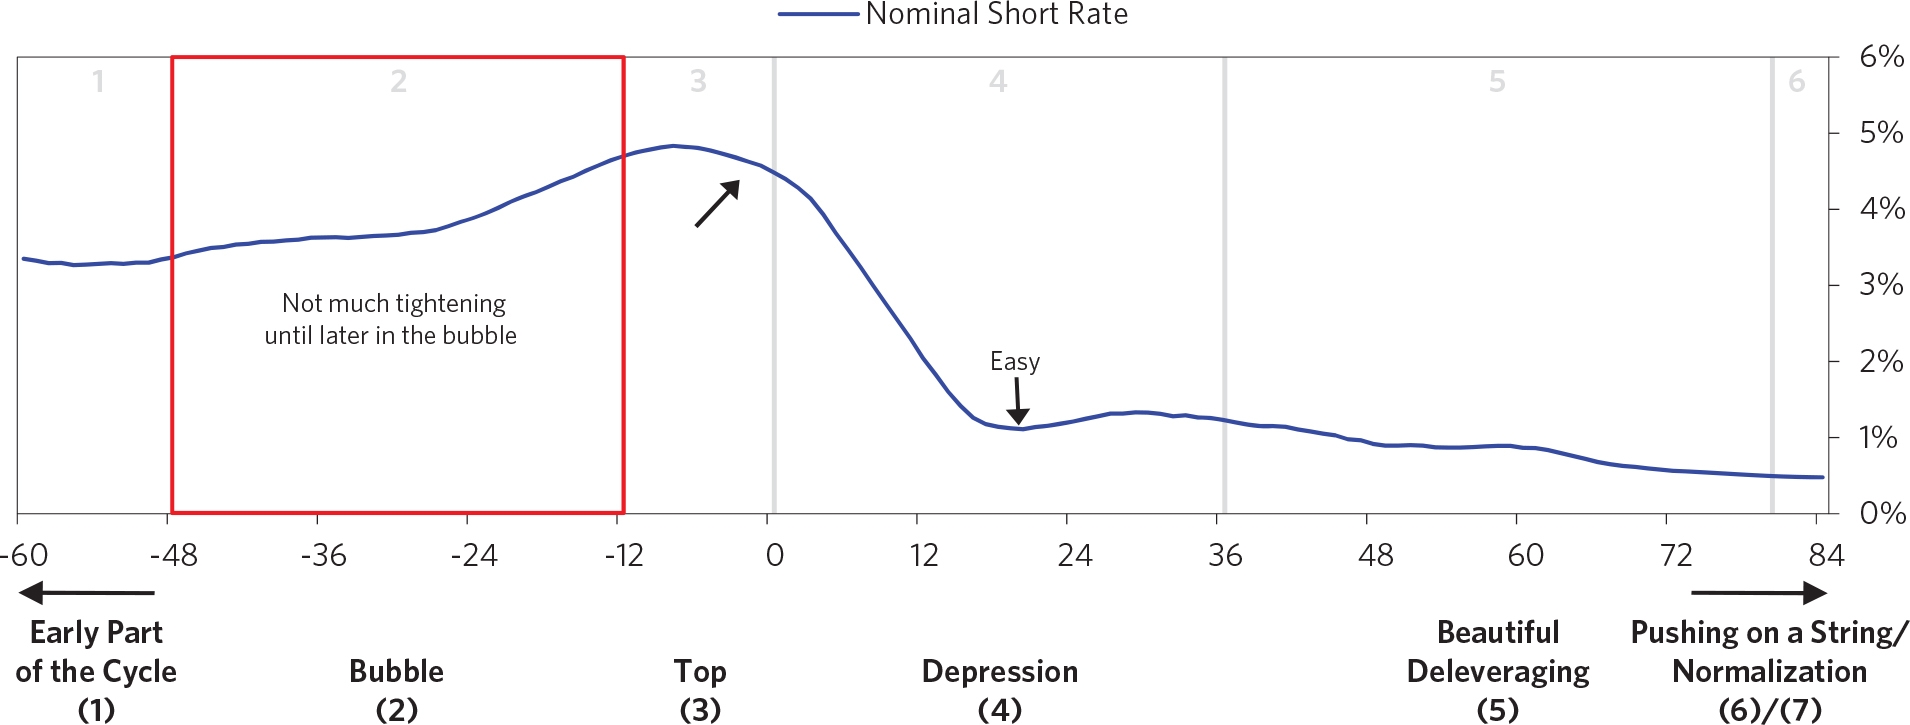 Nominal Short Rate
1 2 3 4 5 6
6%
5%
4%
3%
2%
1%
0%
Not much tightening
until later in the bubble
Easy
-60 -48 -36 -24 -12 0 12 24 36 48 60 72 84
Early Part
of the Cycle
(1)
Bubble
(2)
Top
(3)
Depression
(4)
Beautiful
Deleveraging
(5)
Pushing on a String/
Normalization
(6)/(7)